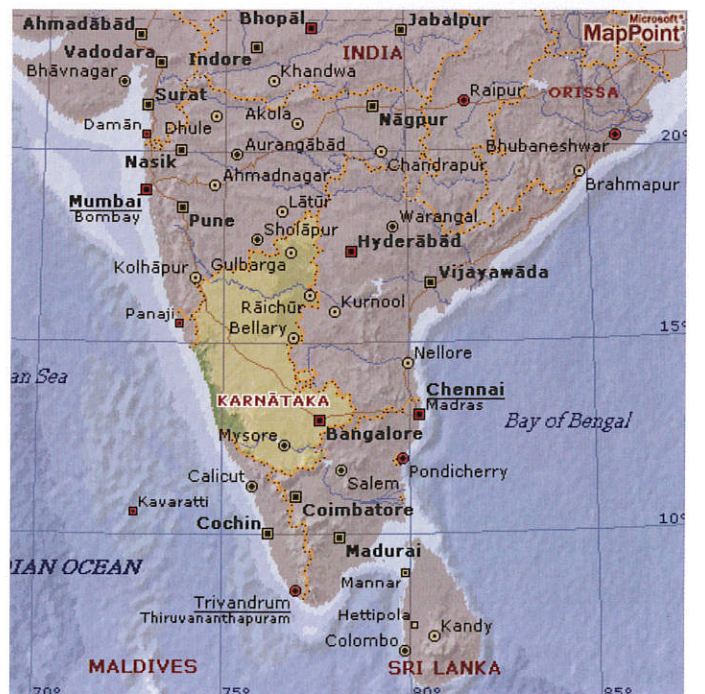 Microsoft®
MapPoint®
Ahmadābād
Bhopāl
Jabalpur
Vadodara
Indore
INDIA
Bhāvnagar
Khandwa
Surat
Raipur
ORISSA
Damān
Dhule
Akola
Nāgpur
Bhubaneshwar
20°
Nasik
Aurangābād
Chandrapur
Ahmadnagar
Brahmapur
Mumbai
Bombay
Pune
Lātūr
Warangal
Sholāpur
Hyderābād
Kolhāpur
Gulbarga
Vijayawāda
Rāichūr
Kurnool
Panaji
Bellary
15°
Nellore
an Sea
KARNĀTAKA
Chennai
Madras
Bay of Bengal
Mysore
Bangalore
Calicut
Salem
Pondicherry
Kavaratti
Coimbatore
Cochin
10°
Madurai
IAN OCEAN
Mannar
Trivandrum
Thiruvananthapuram
Hettipola
Kandy
Colombo
MALDIVES
SRI LANKA
70°
75°
80°
85°